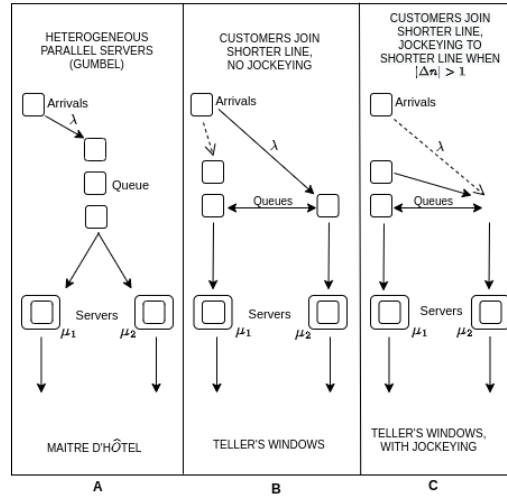 HETEROGENEOUS
PARALLEL SERVERS
(GUMBEL)
Arrivals
λ
Queue
Servers
μ1
μ2
MAITRE D'HÔTEL
A
CUSTOMERS JOIN
SHORTER LINE,
NO JOCKEYING
Arrivals
λ
Queues
Servers
μ1
μ2
TELLER'S WINDOWS
B
CUSTOMERS JOIN
SHORTER LINE,
JOCKEYING TO
SHORTER LINE WHEN
|Δn| > 1
Arrivals
λ
Queues
Servers
μ1
μ2
TELLER'S WINDOWS,
WITH JOCKEYING
C